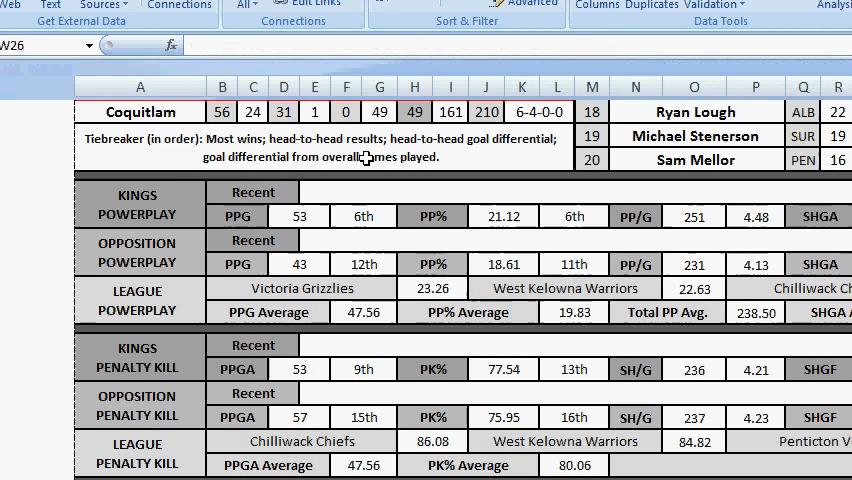 Web Text Sources Connections All Edit Links Advanced Columns Duplicates Validation
Get External Data Connections Sort & Filter Data Tools
W26 fx
A B C D E F G H I J K L M N O P Q R
Coquitlam 56 24 31 1 0 49 49 161 210 6-4-0-0 18 Ryan Lough ALB 22
Tiebreaker (in order): Most wins; head-to-head results; head-to-head goal differential; 19 Michael Stenerson SUR 19
goal differential from overall games played. 20 Sam Mellor PEN 16
KINGS POWERPLAY Recent
PPG 53 6th PP% 21.12 6th PP/G 251 4.48 SHGA
OPPOSITION POWERPLAY Recent
PPG 43 12th PP% 18.61 11th PP/G 231 4.13 SHGA
LEAGUE POWERPLAY Victoria Grizzlies 23.26 West Kelowna Warriors 22.63 Chilliwack
PPG Average 47.56 PP% Average 19.83 Total PP Avg. 238.50 SHGA
KINGS PENALTY KILL Recent
PPGA 53 9th PK% 77.54 13th SH/G 236 4.21 SHGF
OPPOSITION PENALTY KILL Recent
PPGA 57 15th PK% 75.95 16th SH/G 237 4.23 SHGF
LEAGUE PENALTY KILL Chilliwack Chiefs 86.08 West Kelowna Warriors 84.82 Penticton
PPGA Average 47.56 PK% Average 80.06